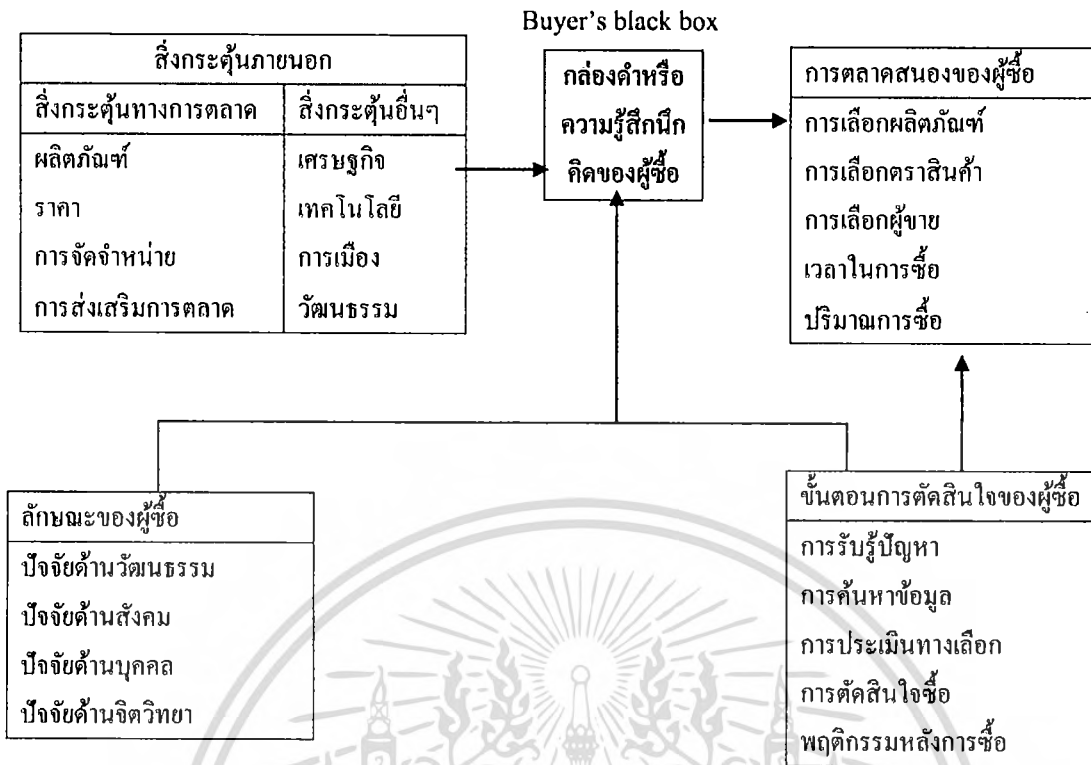 Buyer's black box
สิ่งกระตุ้นภายนอก
สิ่งกระตุ้นทางการตลาด
สิ่งกระตุ้นอื่นๆ
ผลิตภัณฑ์
เศรษฐกิจ
ราคา
เทคโนโลยี
การจัดจำหน่าย
การเมือง
การส่งเสริมการตลาด
วัฒนธรรม
กล่องดำหรือ
ความรู้สึกนึก
คิดของผู้ซื้อ
การตลาดสนองของผู้ซื้อ
การเลือกผลิตภัณฑ์
การเลือกตราสินค้า
การเลือกผู้ขาย
เวลาในการซื้อ
ปริมาณการซื้อ
ลักษณะของผู้ซื้อ
ปัจจัยด้านวัฒนธรรม
ปัจจัยด้านสังคม
ปัจจัยด้านบุคคล
ปัจจัยด้านจิตวิทยา
ขั้นตอนการตัดสินใจของผู้ซื้อ
การรับรู้ปัญหา
การค้นหาข้อมูล
การประเมินทางเลือก
การตัดสินใจซื้อ
พฤติกรรมหลังการซื้อ